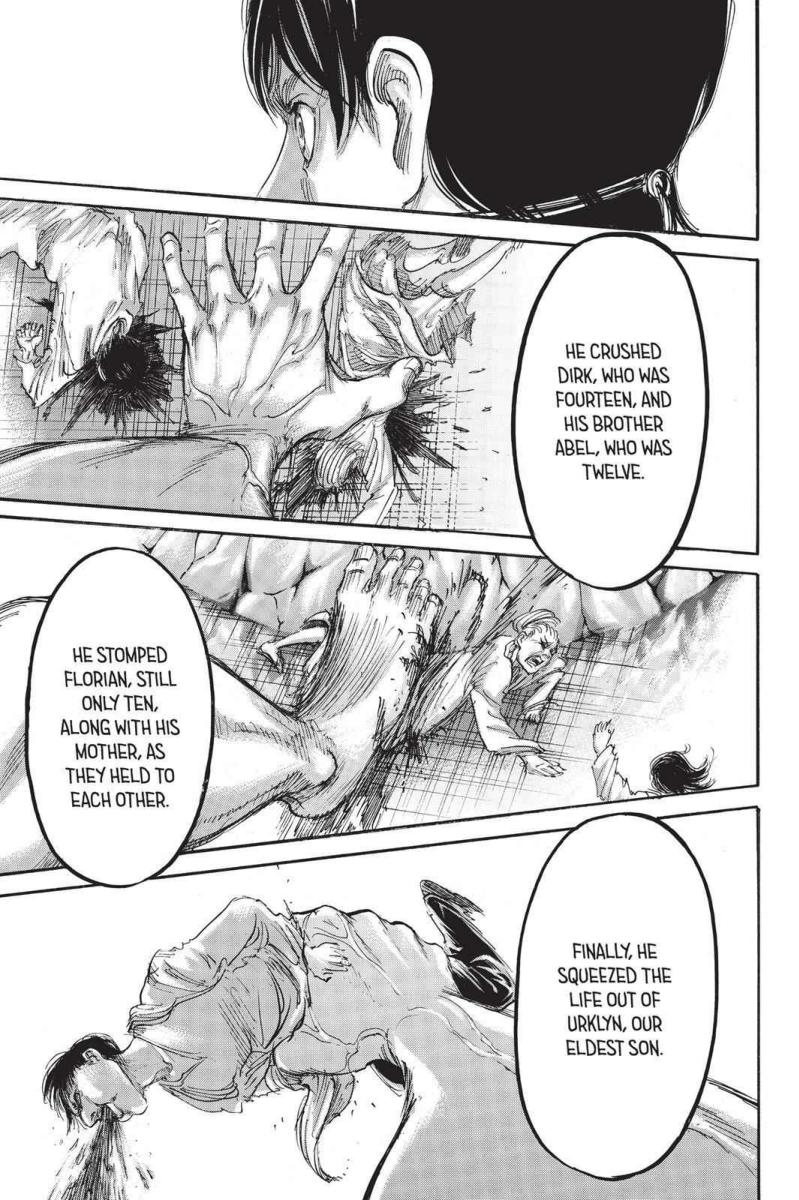 HE CRUSHED
DIRK, WHO WAS
FOURTEEN, AND
HIS BROTHER
ABEL, WHO WAS
TWELVE.
HE STOMPED
FLORIAN, STILL
ONLY TEN,
ALONG WITH HIS
MOTHER, AS
THEY HELD TO
EACH OTHER.
FINALLY, HE
SQUEEZED THE
LIFE OUT OF
URKLYN, OUR
ELDEST SON.